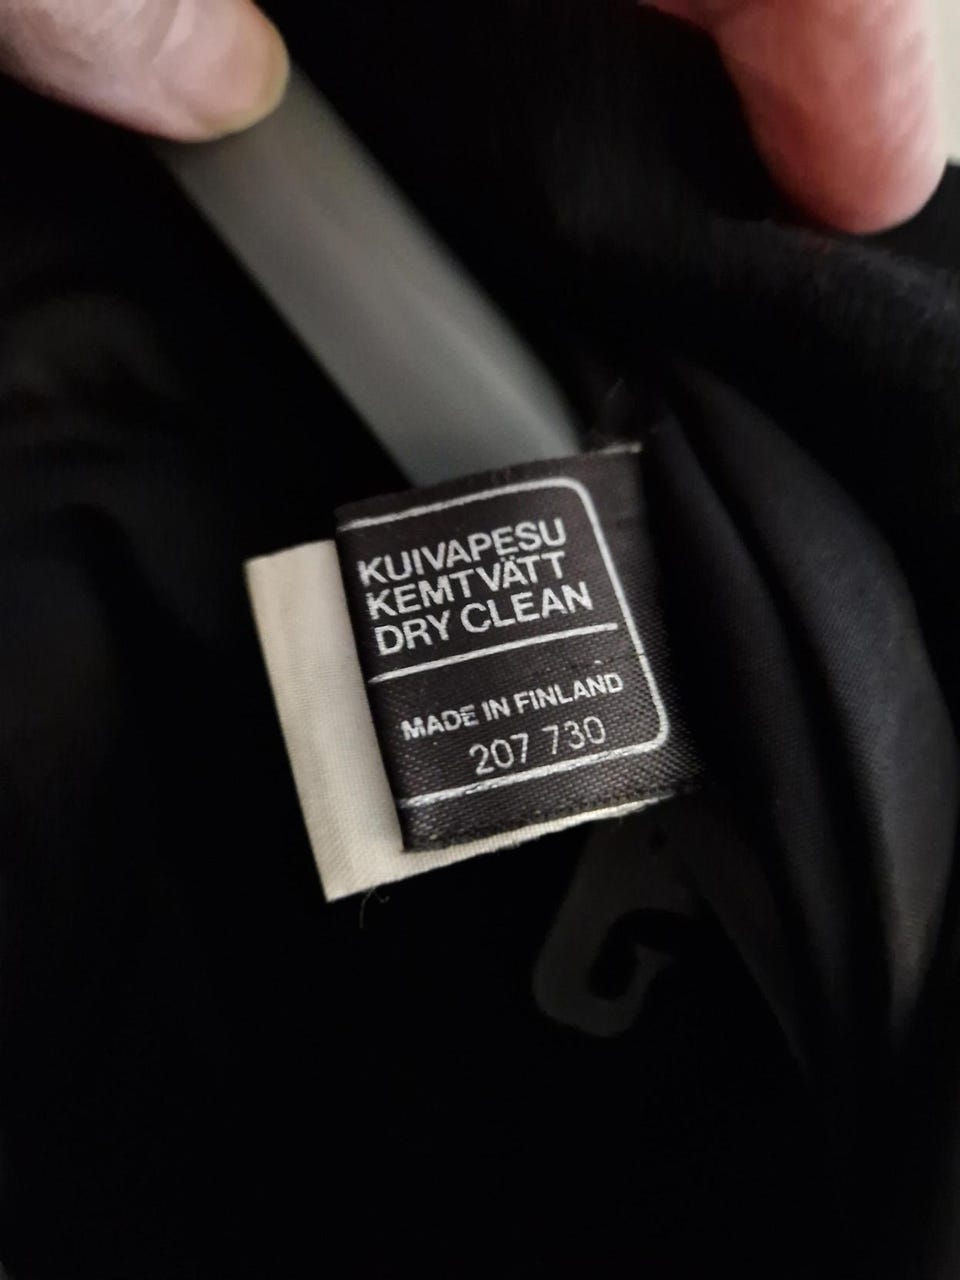 KUIVAPESU
KEMTVÄTT
DRY CLEAN
MADE IN FINLAND
207 730